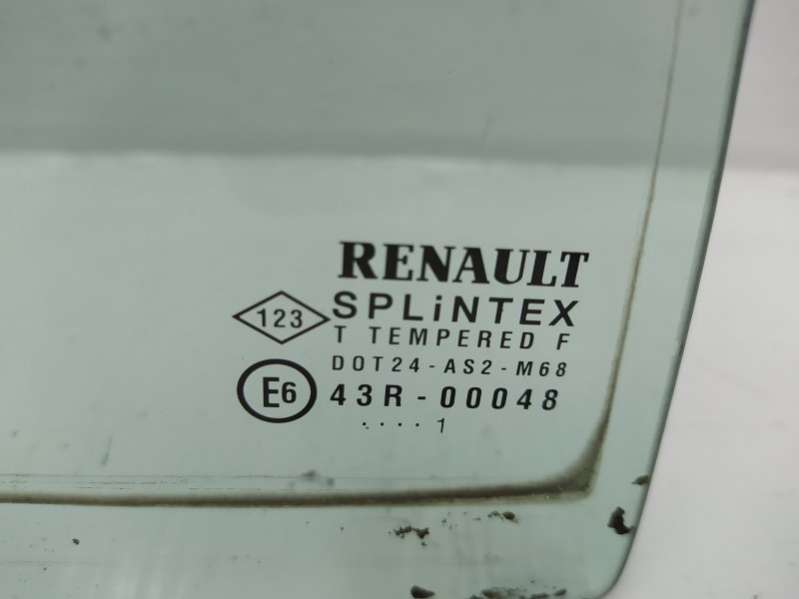 RENAULT
SPLiNTEX
123
T TEMPERED F
DOT24-AS2-M68
E6
43R-00048
..... 1